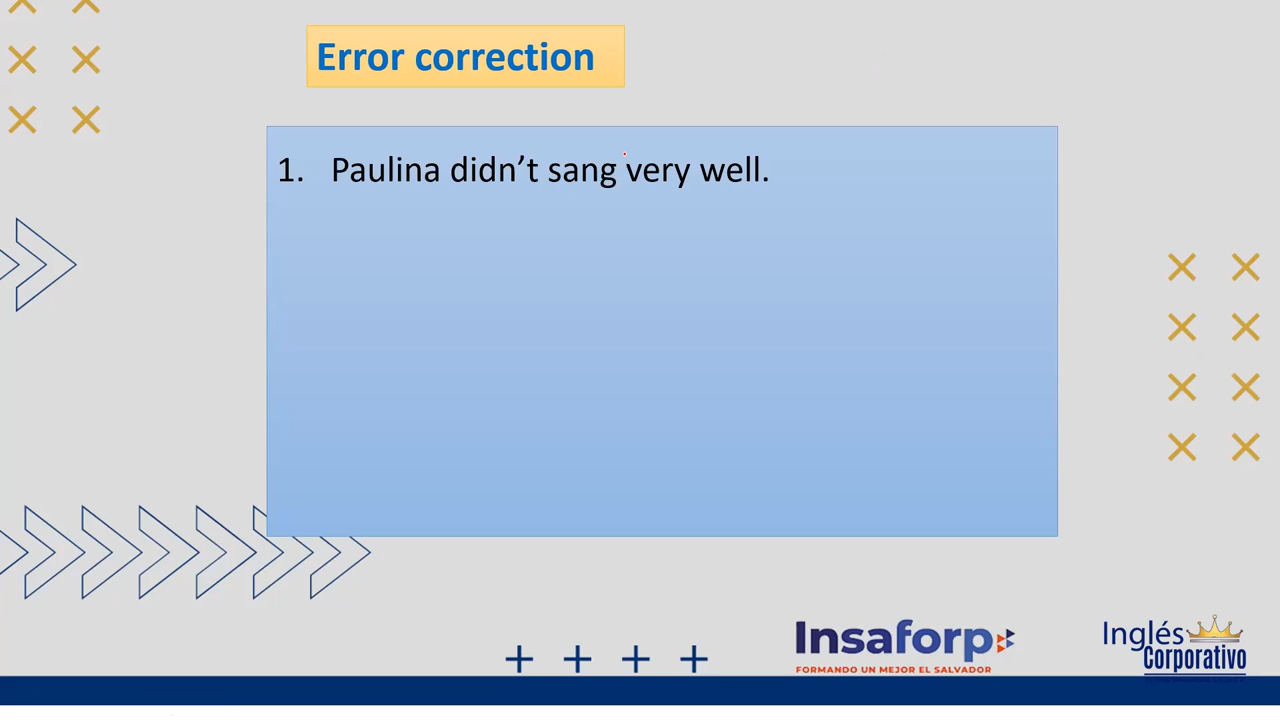 Error correction
1. Paulina didn’t sang very well.
Insaforp
FORMANDO UN MEJOR EL SALVADOR
Inglés
Corporativo